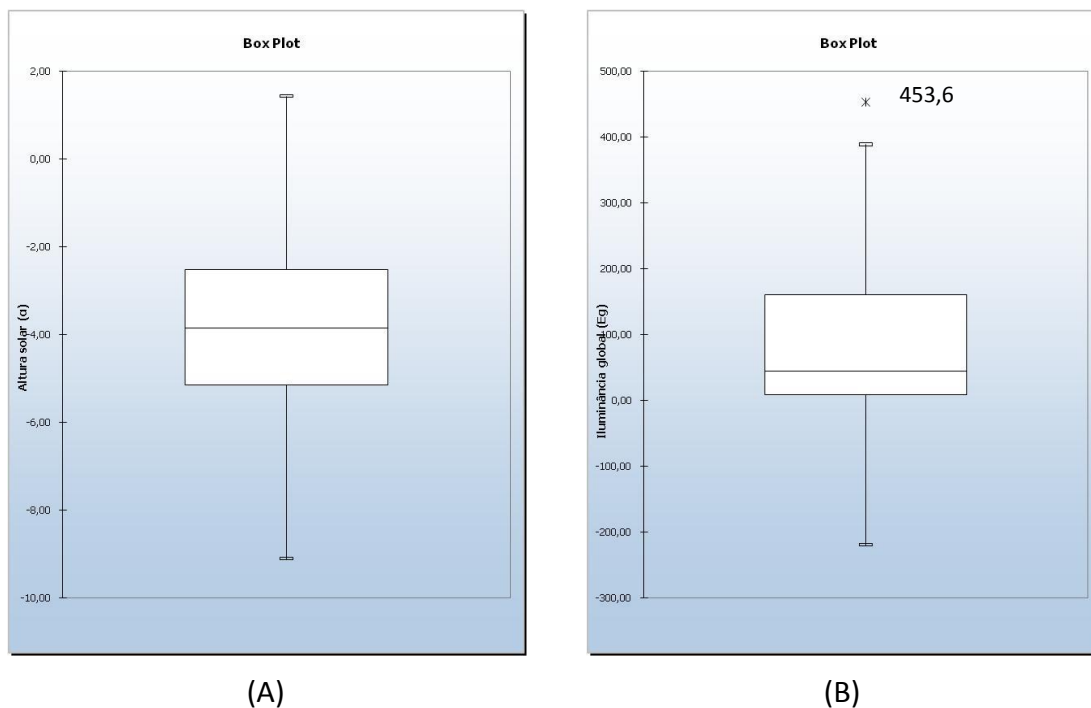 Box Plot
2,00
0,00
-2,00
-4,00
-6,00
-8,00
-10,00
Altura solar (α)
(A)
Box Plot
500,00
453,6
400,00
300,00
200,00
100,00
0,00
-100,00
-200,00
-300,00
Iluminância global (Eg)
(B)